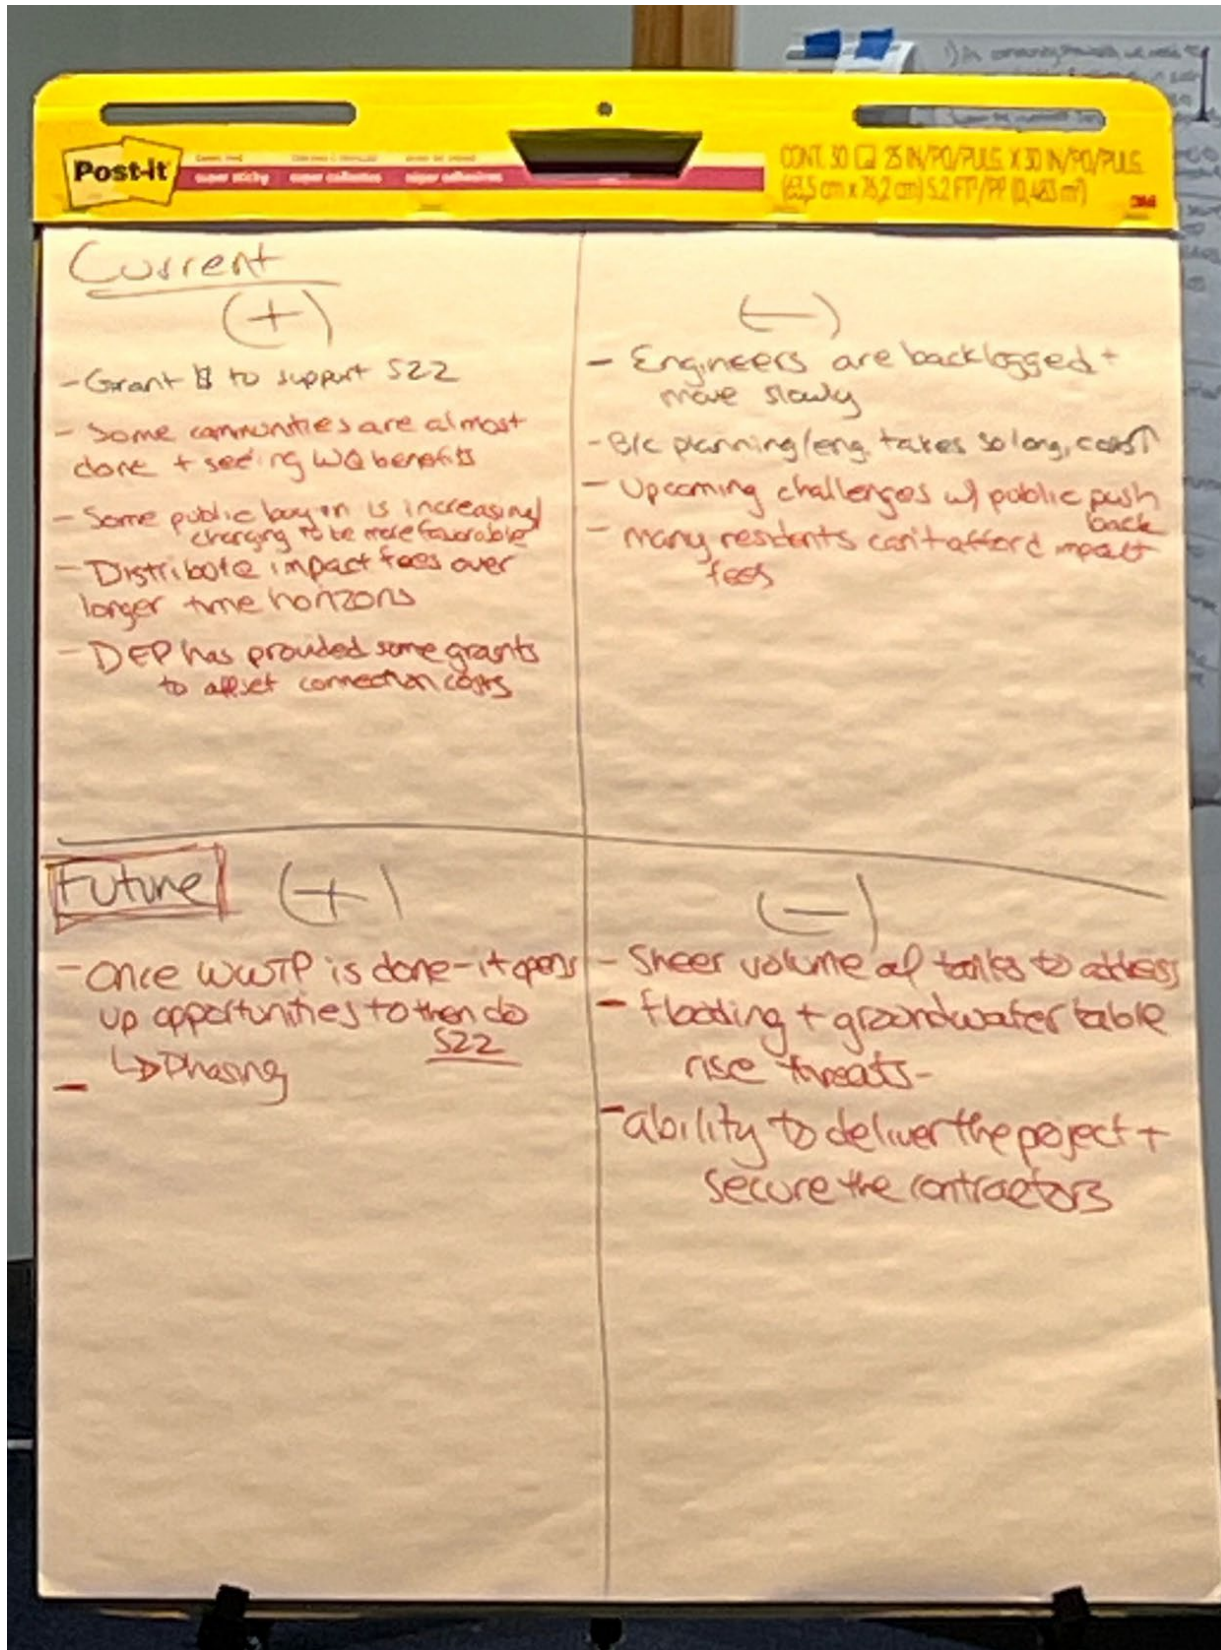 Post-it
super sticky super collantes super adhesivas
CONT. 30 25 IN/PO/PULG. X 30 IN/PO/PULG.
(63,5 cm x 76,2 cm) 5.2 FT²/PI² (0,483 m²)
3M
Current
(+)
- Grant $ to support S22
- Some communities are almost
done + seeing WQ benefits
- Some public buy in is increasing/
changing to be more favorable
- Distribute impact fees over
longer time horizons
- DEP has provided some grants
to offset connection costs
(-)
- Engineers are backlogged +
move slowly
- B/c planning/eng. takes so long, cost↑
- Upcoming challenges w/ public push
back
- many residents can't afford impact
fees
Future (+)
- Once WWTP is done - it opens
up opportunities to then do
S22
↳ Phasing
-
(-)
- Sheer volume of tanks to address
- flooding + groundwater table
rise threats -
- ability to deliver the project +
secure the contractors